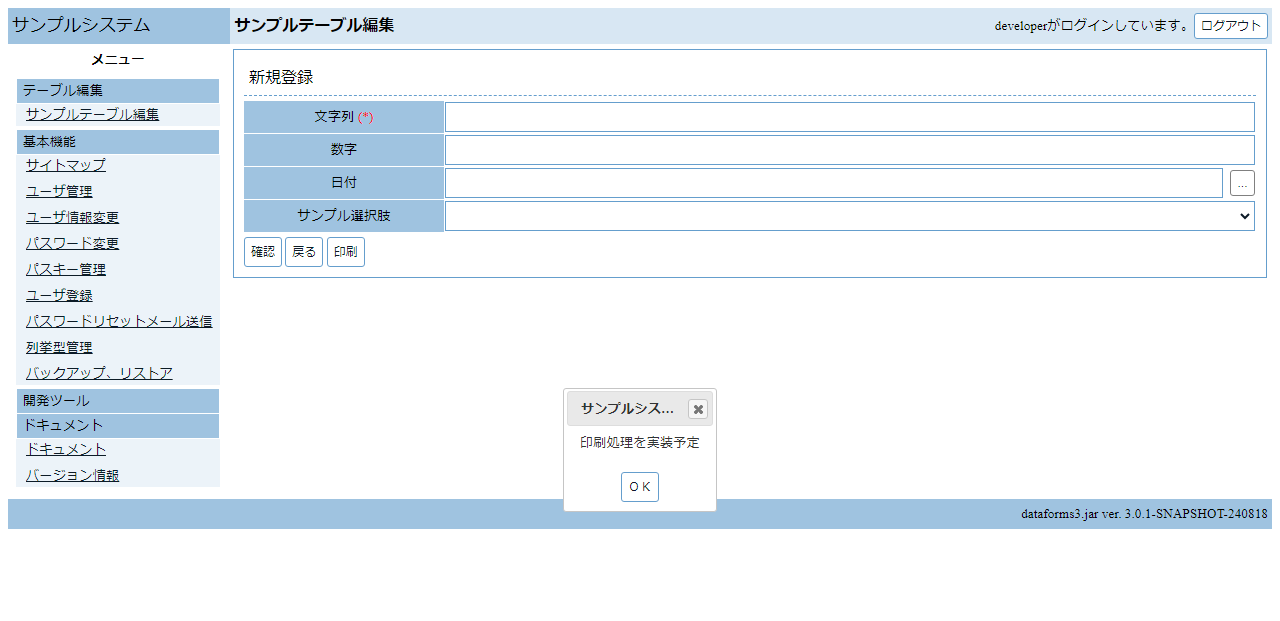 サンプルシステム
サンプルテーブル編集
developerがログインしています。 ログアウト
メニュー
テーブル編集
サンプルテーブル編集
基本機能
サイトマップ
ユーザ管理
ユーザ情報変更
パスワード変更
パスキー管理
ユーザ登録
パスワードリセットメール送信
列挙型管理
バックアップ、リストア
開発ツール
ドキュメント
ドキュメント
バージョン情報
新規登録
文字列 (*)
数字
日付
...
サンプル選択肢
確認 戻る 印刷
サンプルシス...
印刷処理を実装予定
ＯＫ
dataforms3.jar ver. 3.0.1-SNAPSHOT-240818